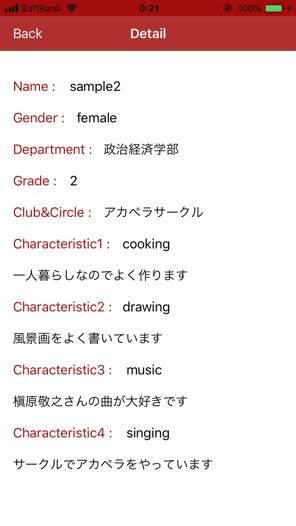 SoftBank 0:21 100%
Back Detail
Name : sample2
Gender : female
Department : 政治経済学部
Grade : 2
Club&Circle : アカペラサークル
Characteristic1 : cooking
一人暮らしなのでよく作ります
Characteristic2 : drawing
風景画をよく書いています
Characteristic3 : music
槇原敬之さんの曲が大好きです
Characteristic4 : singing
サークルでアカペラをやっています